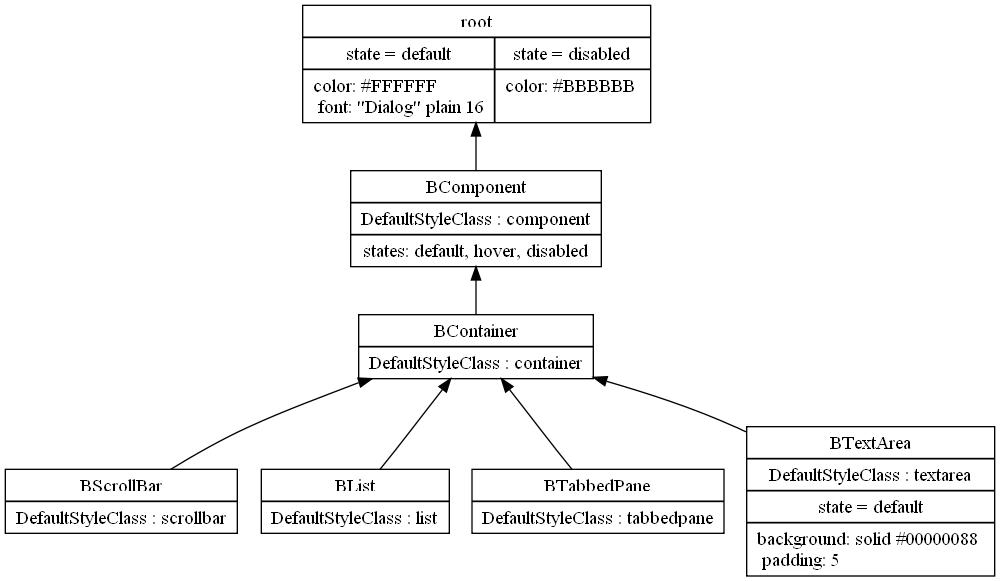 root
state = default
state = disabled
color: #FFFFFF
font: "Dialog" plain 16
color: #BBBBBB
BComponent
DefaultStyleClass : component
states: default, hover, disabled
BContainer
DefaultStyleClass : container
BScrollBar
DefaultStyleClass : scrollbar
BList
DefaultStyleClass : list
BTabbedPane
DefaultStyleClass : tabbedpane
BTextArea
DefaultStyleClass : textarea
state = default
background: solid #00000088
padding: 5